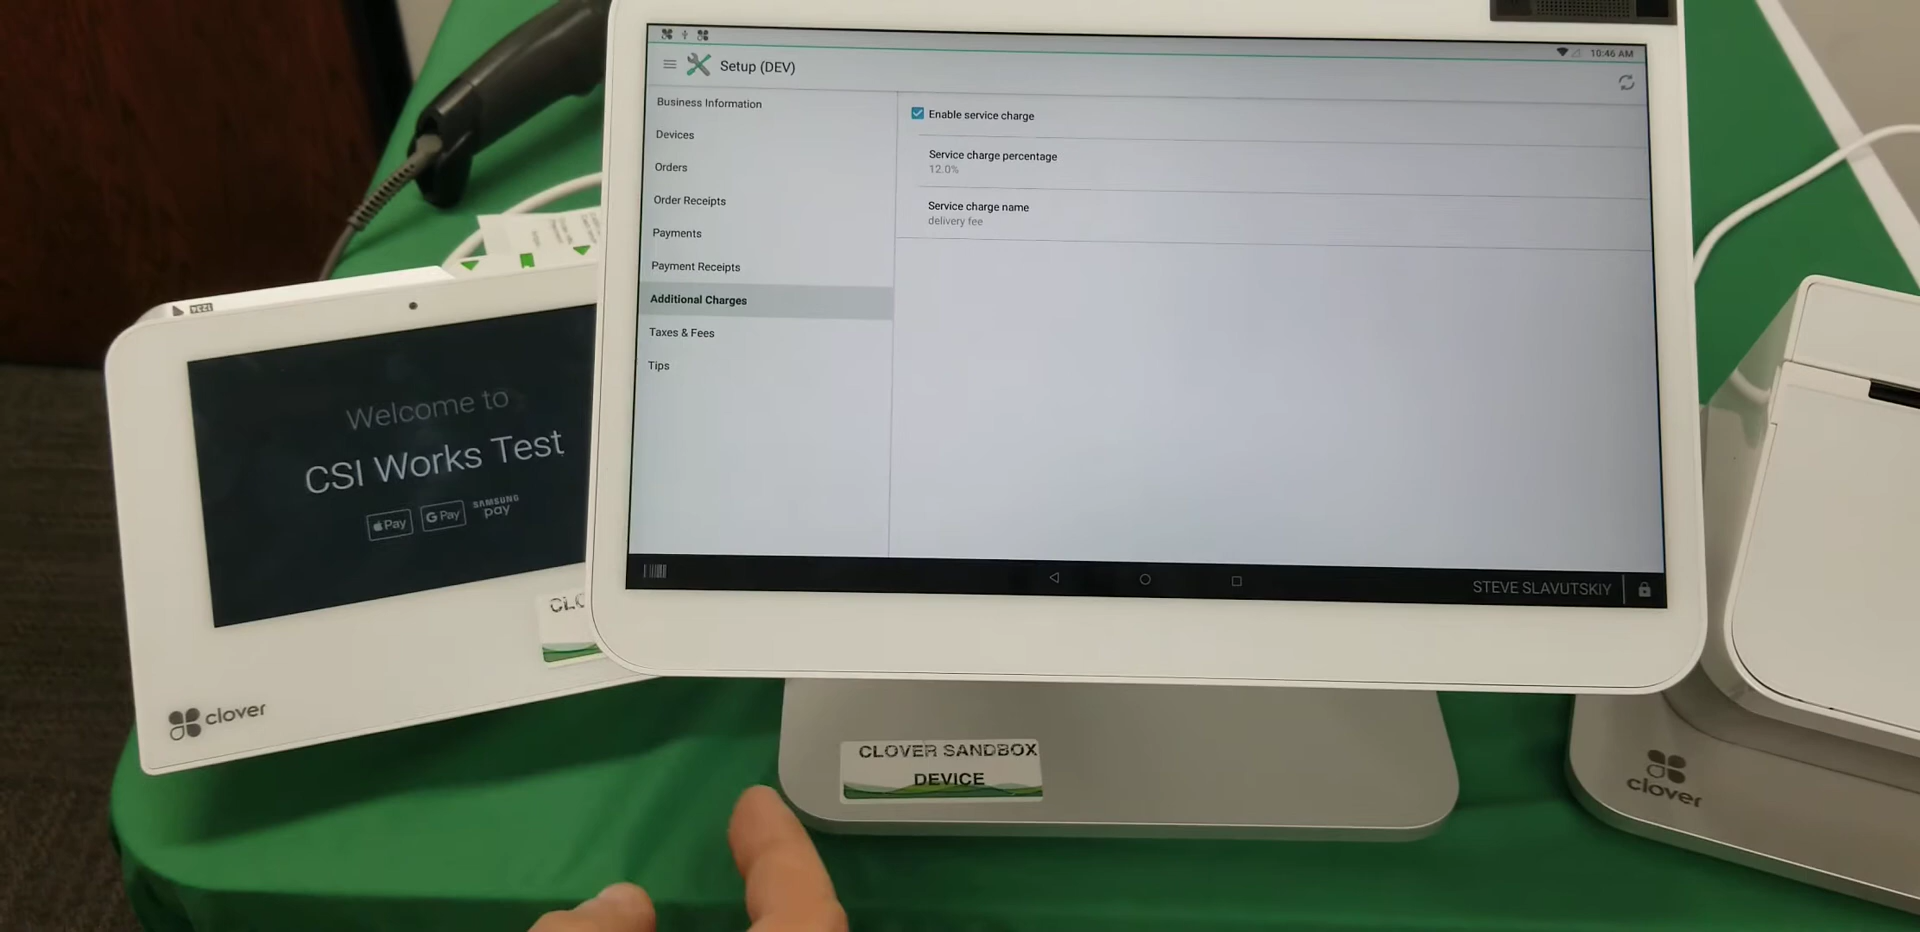 10:46 AM
Setup (DEV)
Business Information
Devices
Orders
Order Receipts
Payments
Payment Receipts
Additional Charges
Taxes & Fees
Tips
Enable service charge
Service charge percentage
12.0%
Service charge name
delivery fee
STEVE SLAVUTSKIY
Welcome to
CSI Works Test
Pay
G Pay
SAMSUNG
pay
CLO
clover
CLOVER SANDBOX
DEVICE
clover